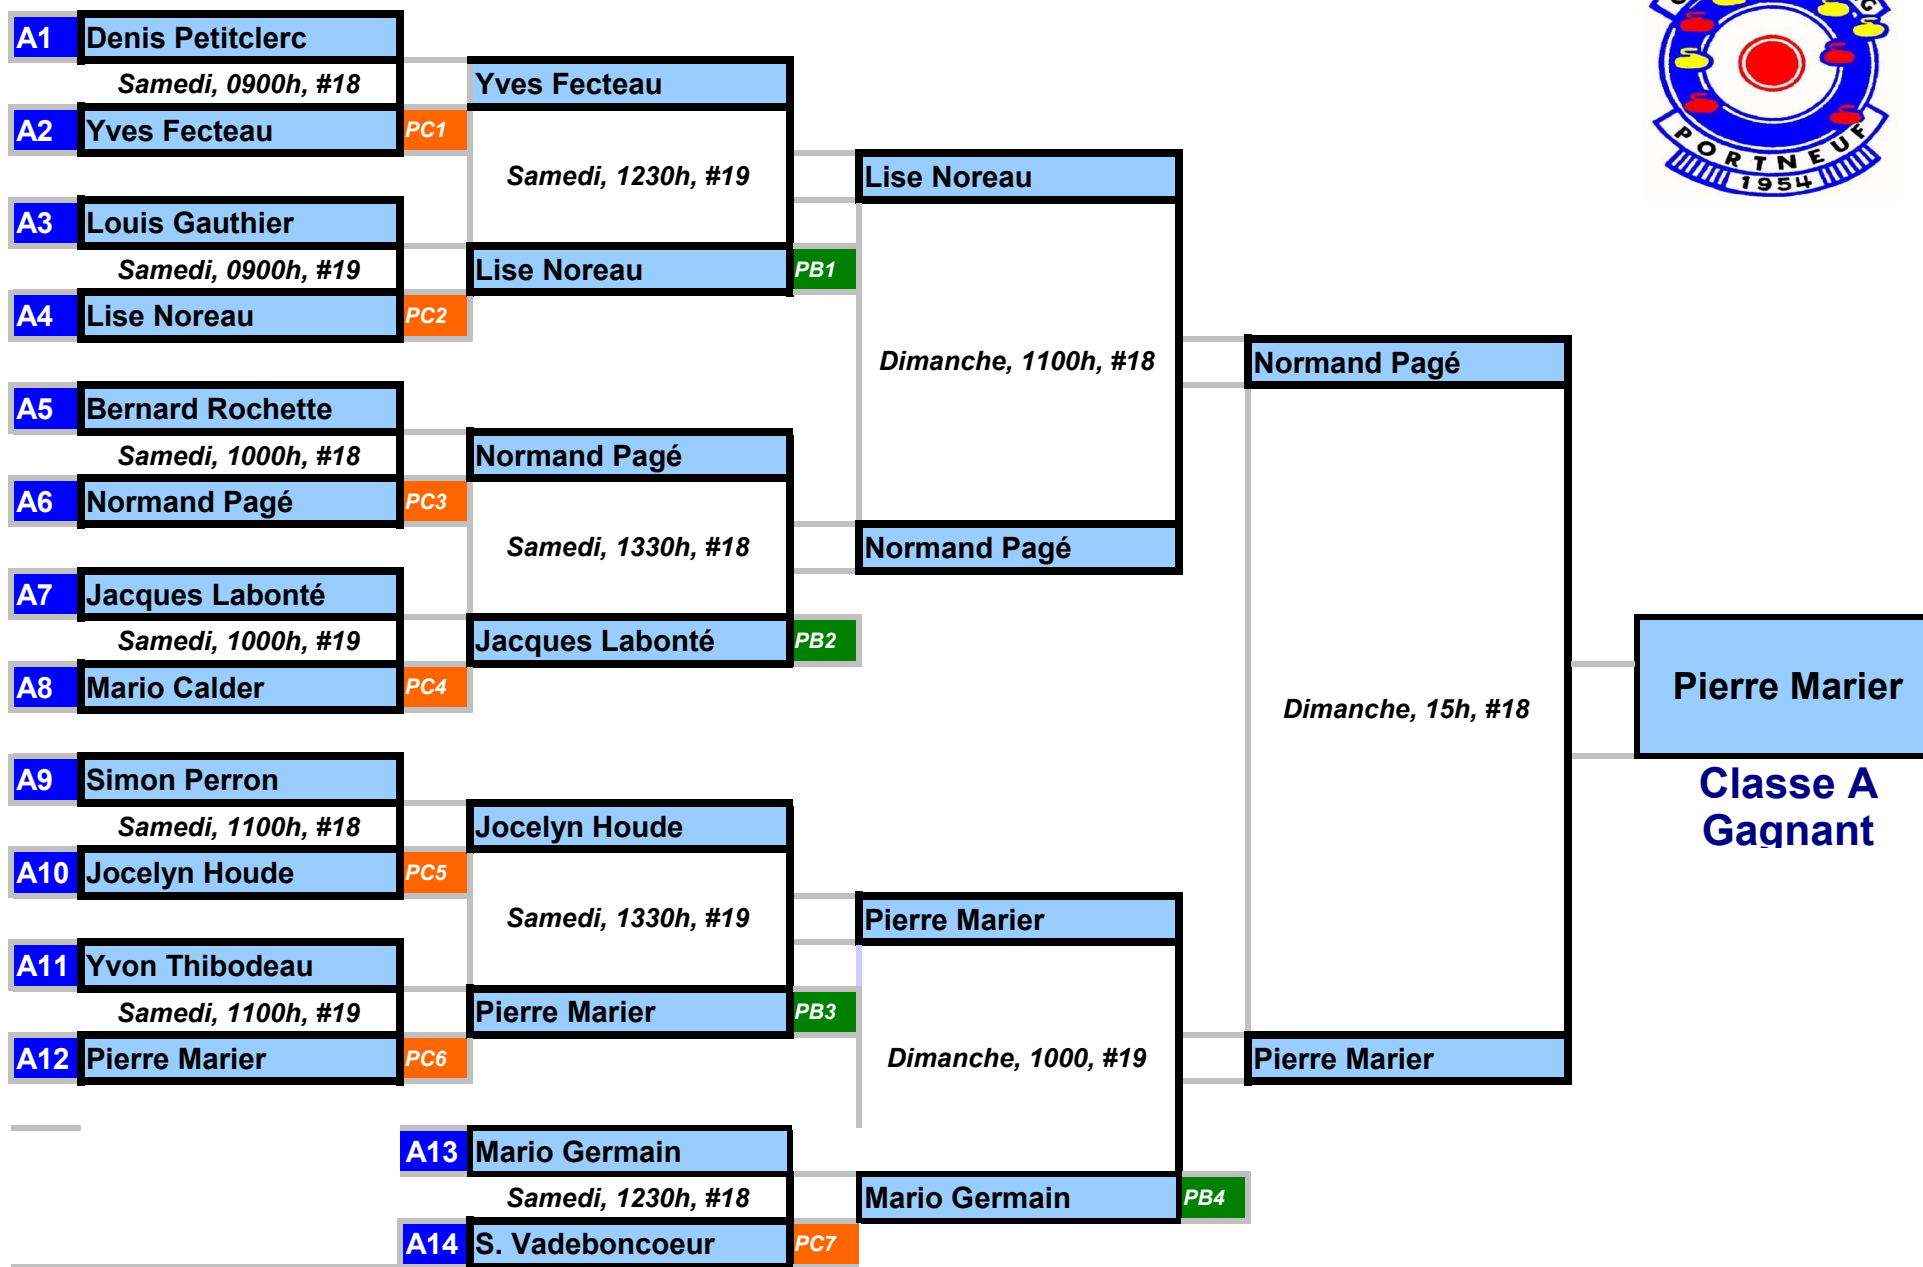 A1 Denis Petitclerc
Samedi, 0900h, #18
Yves Fecteau
A2 Yves Fecteau PC1
Samedi, 1230h, #19
Lise Noreau
PORTNEUF
1954
A3 Louis Gauthier
Samedi, 0900h, #19
Lise Noreau PB1
A4 Lise Noreau PC2
Dimanche, 1100h, #18
Normand Pagé
A5 Bernard Rochette
Samedi, 1000h, #18
Normand Pagé
A6 Normand Pagé PC3
Samedi, 1330h, #18
Normand Pagé
A7 Jacques Labonté
Samedi, 1000h, #19
Jacques Labonté PB2
A8 Mario Calder PC4
Dimanche, 15h, #18
Pierre Marier
Classe A
Gagnant
A9 Simon Perron
Samedi, 1100h, #18
Jocelyn Houde
A10 Jocelyn Houde PC5
Samedi, 1330h, #19
Pierre Marier
A11 Yvon Thibodeau
Samedi, 1100h, #19
Pierre Marier PB3
A12 Pierre Marier PC6
Dimanche, 1000, #19
Pierre Marier
A13 Mario Germain
Samedi, 1230h, #18
Mario Germain PB4
A14 S. Vadeboncoeur PC7